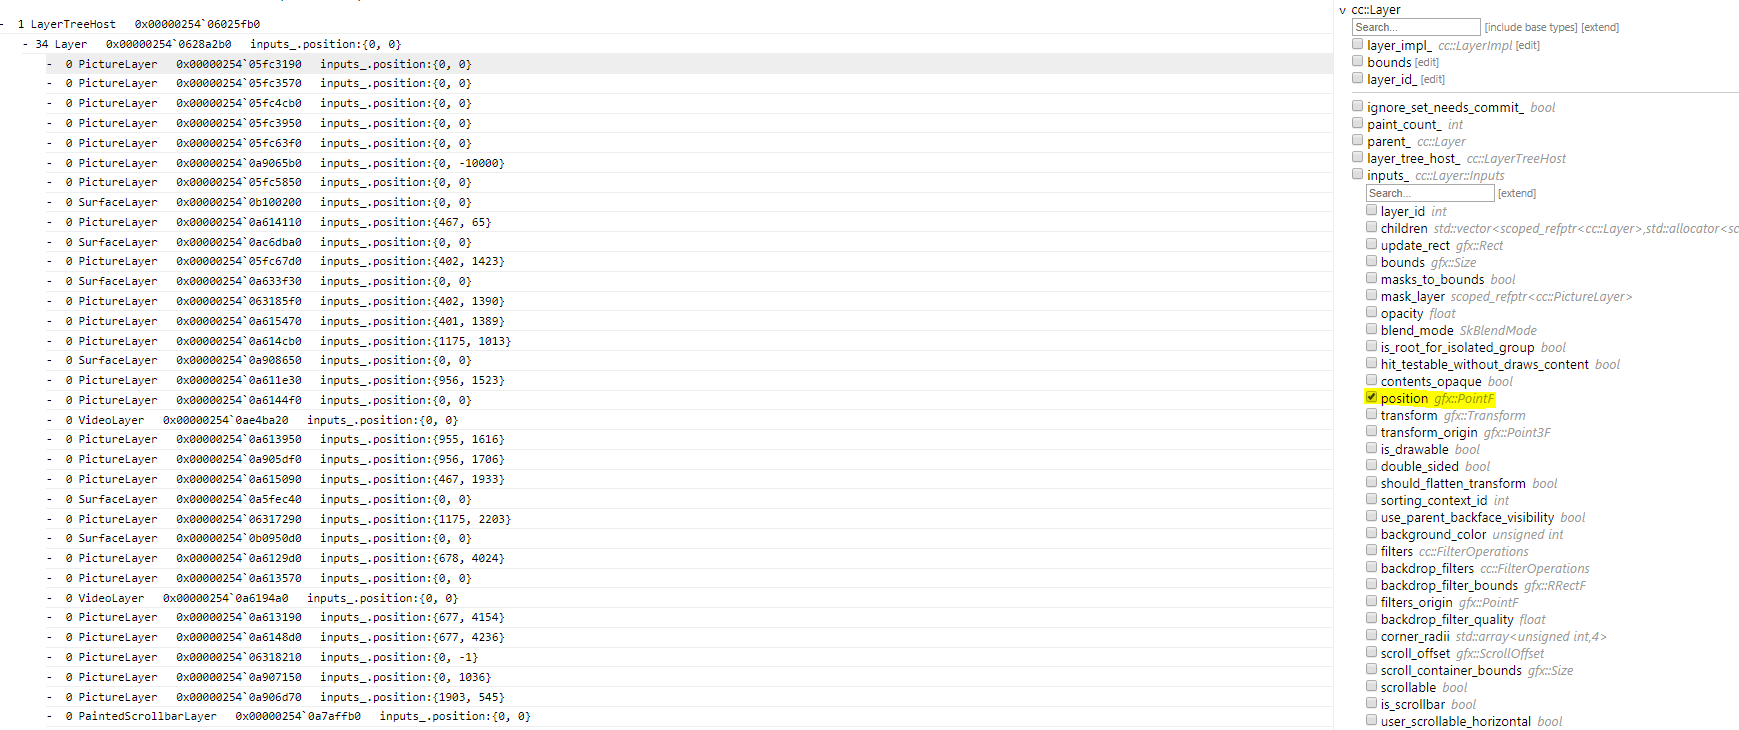 - 1 LayerTreeHost 0x00000254`06025fb0
- 34 Layer 0x00000254`0628a2b0 inputs_.position:{0, 0}
- 0 PictureLayer 0x00000254`05fc3190 inputs_.position:{0, 0}
- 0 PictureLayer 0x00000254`05fc3570 inputs_.position:{0, 0}
- 0 PictureLayer 0x00000254`05fc4cb0 inputs_.position:{0, 0}
- 0 PictureLayer 0x00000254`05fc3950 inputs_.position:{0, 0}
- 0 PictureLayer 0x00000254`05fc63f0 inputs_.position:{0, 0}
- 0 PictureLayer 0x00000254`0a9065b0 inputs_.position:{0, -10000}
- 0 PictureLayer 0x00000254`05fc5850 inputs_.position:{0, 0}
- 0 SurfaceLayer 0x00000254`0b100200 inputs_.position:{0, 0}
- 0 PictureLayer 0x00000254`0a614110 inputs_.position:{467, 65}
- 0 SurfaceLayer 0x00000254`0ac6dba0 inputs_.position:{0, 0}
- 0 PictureLayer 0x00000254`05fc67d0 inputs_.position:{402, 1423}
- 0 SurfaceLayer 0x00000254`0a633f30 inputs_.position:{0, 0}
- 0 PictureLayer 0x00000254`063185f0 inputs_.position:{402, 1390}
- 0 PictureLayer 0x00000254`0a615470 inputs_.position:{401, 1389}
- 0 PictureLayer 0x00000254`0a614cb0 inputs_.position:{1175, 1013}
- 0 SurfaceLayer 0x00000254`0a908650 inputs_.position:{0, 0}
- 0 PictureLayer 0x00000254`0a611e30 inputs_.position:{956, 1523}
- 0 PictureLayer 0x00000254`0a6144f0 inputs_.position:{0, 0}
- 0 VideoLayer 0x00000254`0ae4ba20 inputs_.position:{0, 0}
- 0 PictureLayer 0x00000254`0a613950 inputs_.position:{955, 1616}
- 0 PictureLayer 0x00000254`0a905df0 inputs_.position:{956, 1706}
- 0 PictureLayer 0x00000254`0a615090 inputs_.position:{467, 1933}
- 0 SurfaceLayer 0x00000254`0a5fec40 inputs_.position:{0, 0}
- 0 PictureLayer 0x00000254`06317290 inputs_.position:{1175, 2203}
- 0 SurfaceLayer 0x00000254`0b0950d0 inputs_.position:{0, 0}
- 0 PictureLayer 0x00000254`0a6129d0 inputs_.position:{678, 4024}
- 0 PictureLayer 0x00000254`0a613570 inputs_.position:{0, 0}
- 0 VideoLayer 0x00000254`0a6194a0 inputs_.position:{0, 0}
- 0 PictureLayer 0x00000254`0a613190 inputs_.position:{677, 4154}
- 0 PictureLayer 0x00000254`0a6148d0 inputs_.position:{677, 4236}
- 0 PictureLayer 0x00000254`06318210 inputs_.position:{0, -1}
- 0 PictureLayer 0x00000254`0a907150 inputs_.position:{0, 1036}
- 0 PictureLayer 0x00000254`0a906d70 inputs_.position:{1903, 545}
- 0 PaintedScrollbarLayer 0x00000254`0a7affb0 inputs_.position:{0, 0}
v cc::Layer
Search... [include base types] [extend]
layer_impl_ cc::LayerImpl [edit]
bounds [edit]
layer_id_ [edit]
ignore_set_needs_commit_ bool
paint_count_ int
parent_ cc::Layer
layer_tree_host_ cc::LayerTreeHost
inputs_ cc::Layer::Inputs
Search... [extend]
layer_id int
children std::vector<scoped_refptr<cc::Layer>,std::allocator<sc
update_rect gfx::Rect
bounds gfx::Size
masks_to_bounds bool
mask_layer scoped_refptr<cc::PictureLayer>
opacity float
blend_mode SkBlendMode
is_root_for_isolated_group bool
hit_testable_without_draws_content bool
contents_opaque bool
position gfx::PointF
transform gfx::Transform
transform_origin gfx::Point3F
is_drawable bool
double_sided bool
should_flatten_transform bool
sorting_context_id int
use_parent_backface_visibility bool
background_color unsigned int
filters cc::FilterOperations
backdrop_filters cc::FilterOperations
backdrop_filter_bounds gfx::RRectF
filters_origin gfx::PointF
backdrop_filter_quality float
corner_radii std::array<unsigned int,4>
scroll_offset gfx::ScrollOffset
scroll_container_bounds gfx::Size
scrollable bool
is_scrollbar bool
user_scrollable_horizontal bool